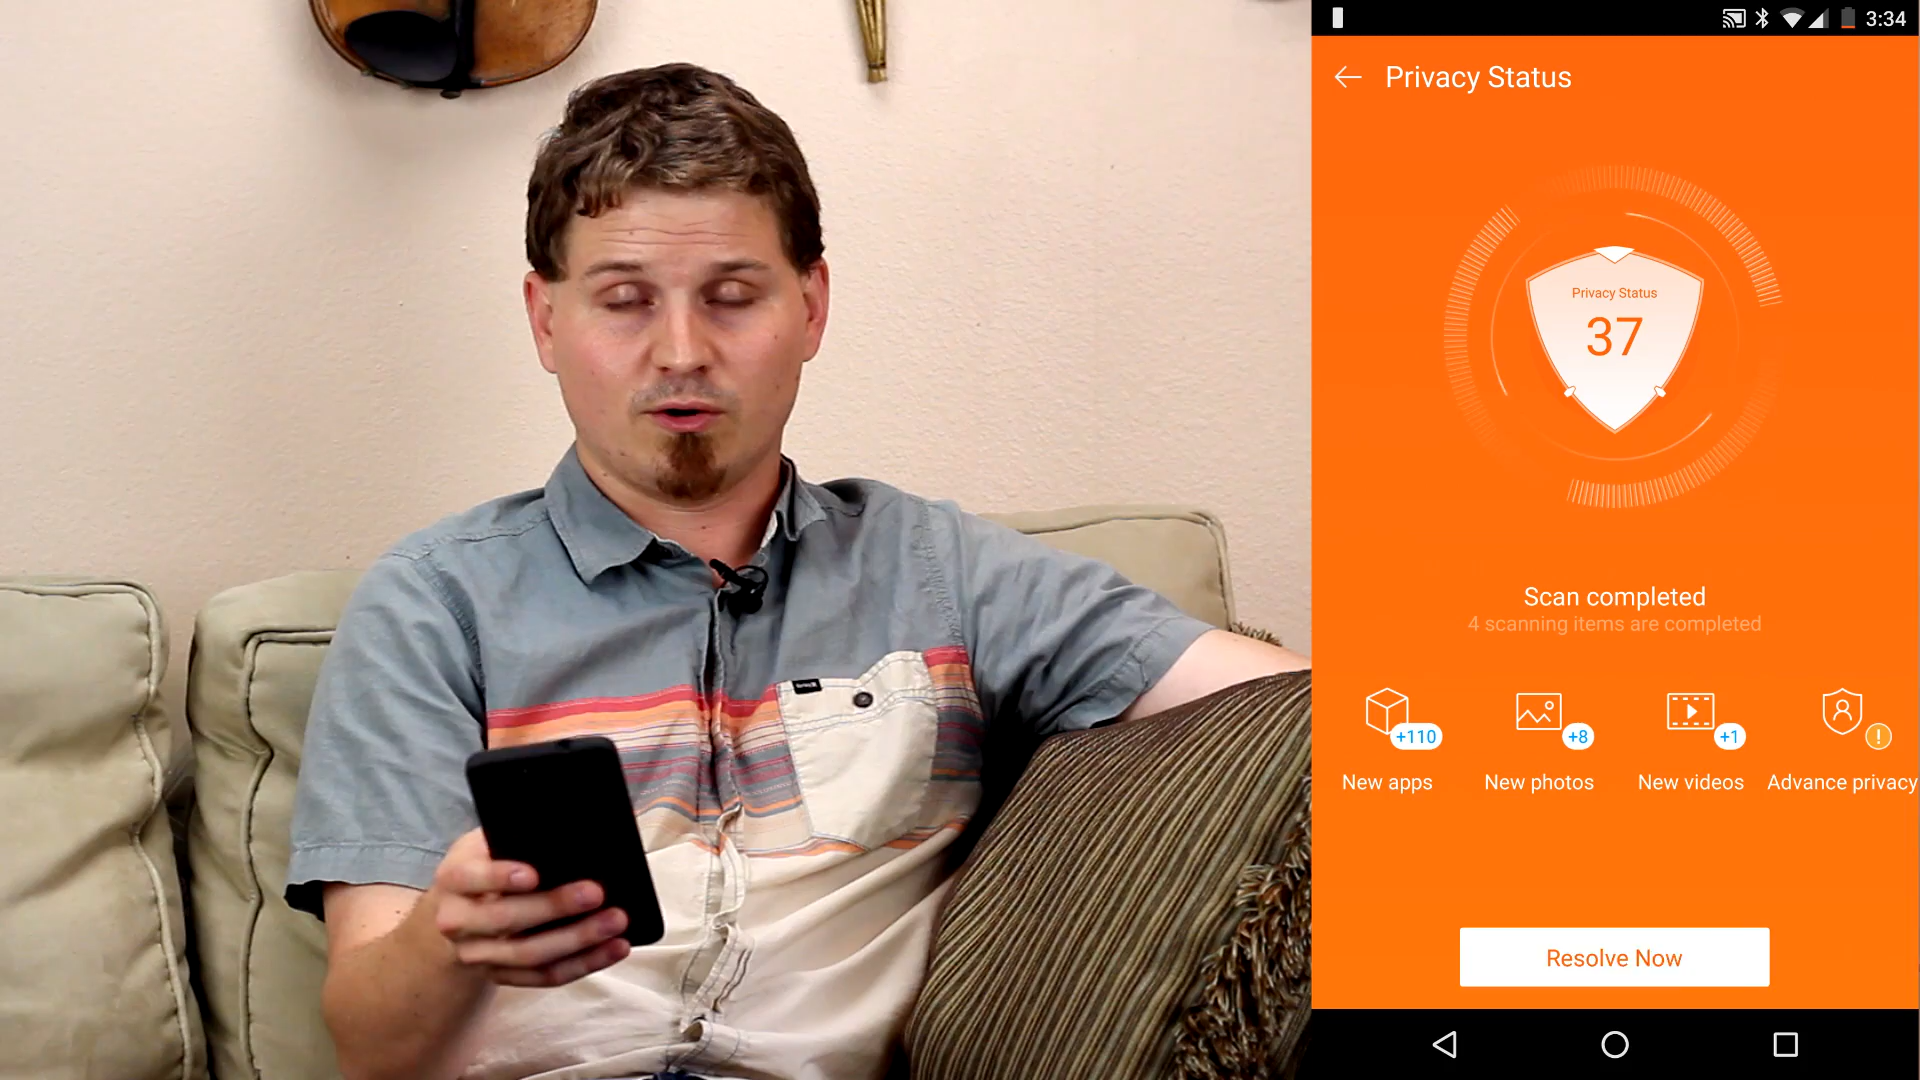 3:34
Privacy Status
Privacy Status
37
Scan completed
4 scanning items are completed
+110
+8
+1
!
New apps
New photos
New videos
Advance privacy
Resolve Now